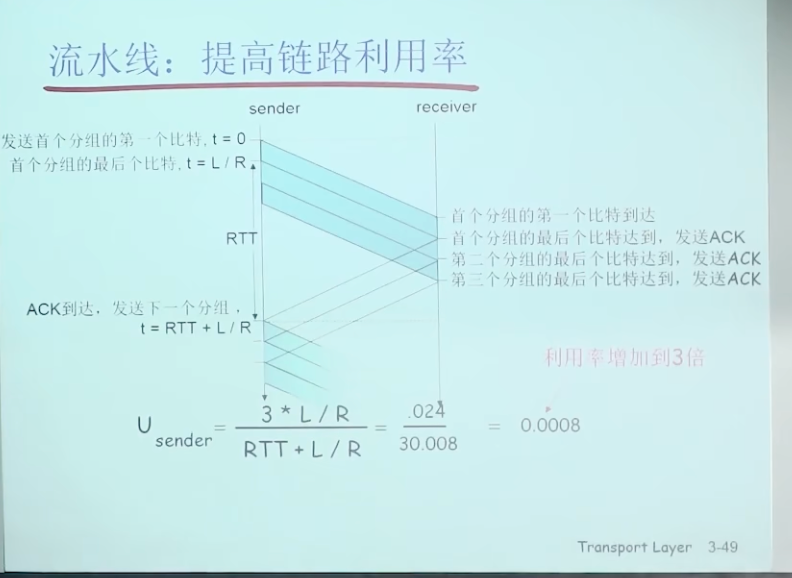 流水线：提高链路利用率
sender
receiver
发送首个分组的第一个比特, t = 0
首个分组的最后个比特, t = L / R
RTT
首个分组的第一个比特到达
首个分组的最后个比特达到，发送ACK
第二个分组的最后个比特达到，发送ACK
第三个分组的最后个比特达到，发送ACK
ACK到达，发送下一个分组，
t = RTT + L / R
利用率增加到3倍
U sender = 3 * L / R / RTT + L / R = .024 / 30.008 = 0.0008
Transport Layer 3-49